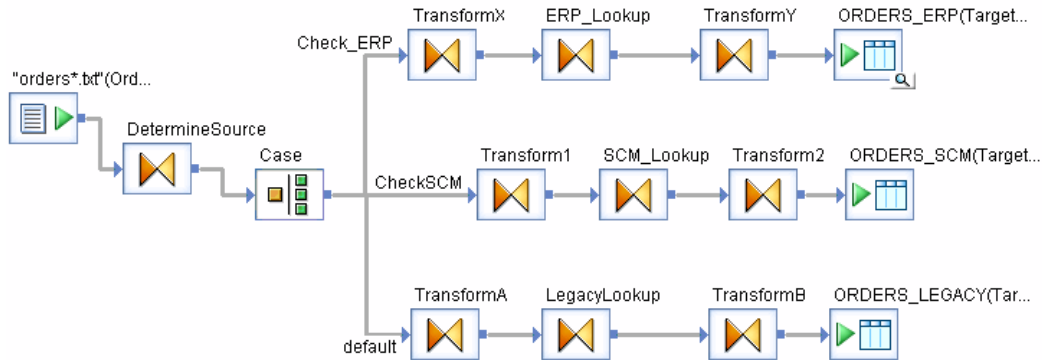 TransformX ERP_Lookup TransformY ORDERS_ERP(Target...
Check_ERP
"orders*.txt"(Ord...
DetermineSource
Case Transform1 SCM_Lookup Transform2 ORDERS_SCM(Target...
CheckSCM
TransformA LegacyLookup TransformB ORDERS_LEGACY(Tar...
default